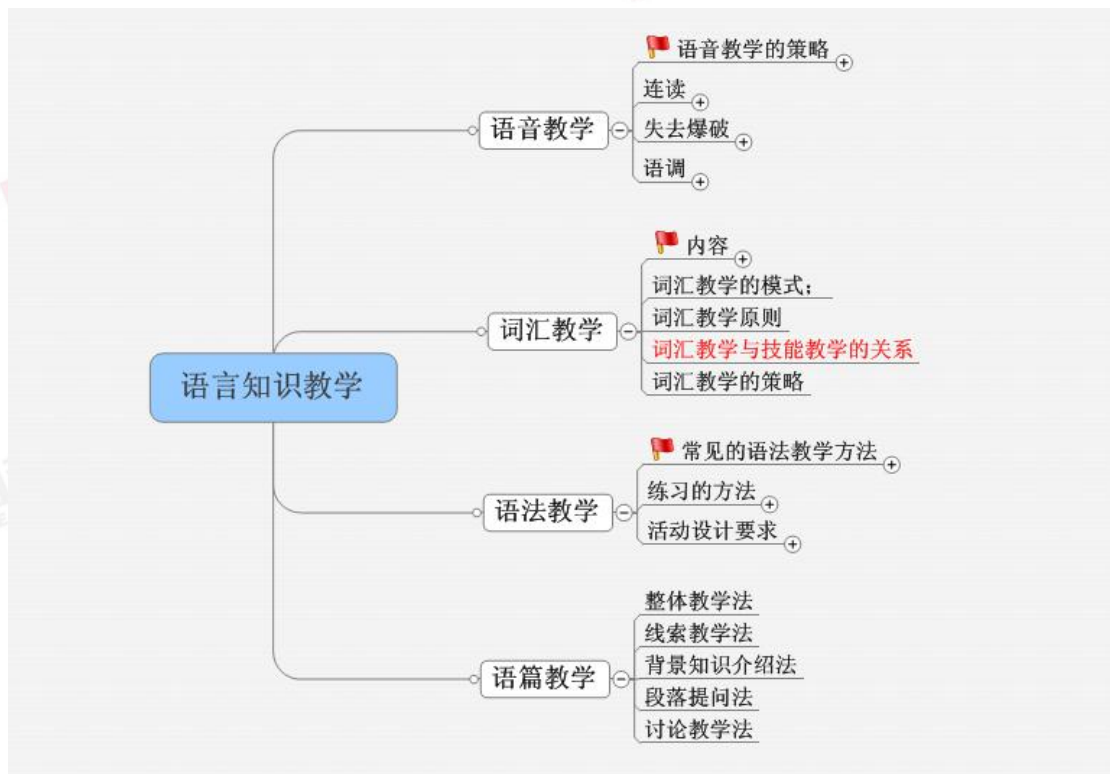 语音教学的策略
连读
失去爆破
语调
语音教学
内容
词汇教学的模式;
词汇教学原则
词汇教学与技能教学的关系
词汇教学的策略
词汇教学
语言知识教学
常见的语法教学方法
练习的方法
活动设计要求
语法教学
整体教学法
线索教学法
背景知识介绍法
段落提问法
讨论教学法
语篇教学